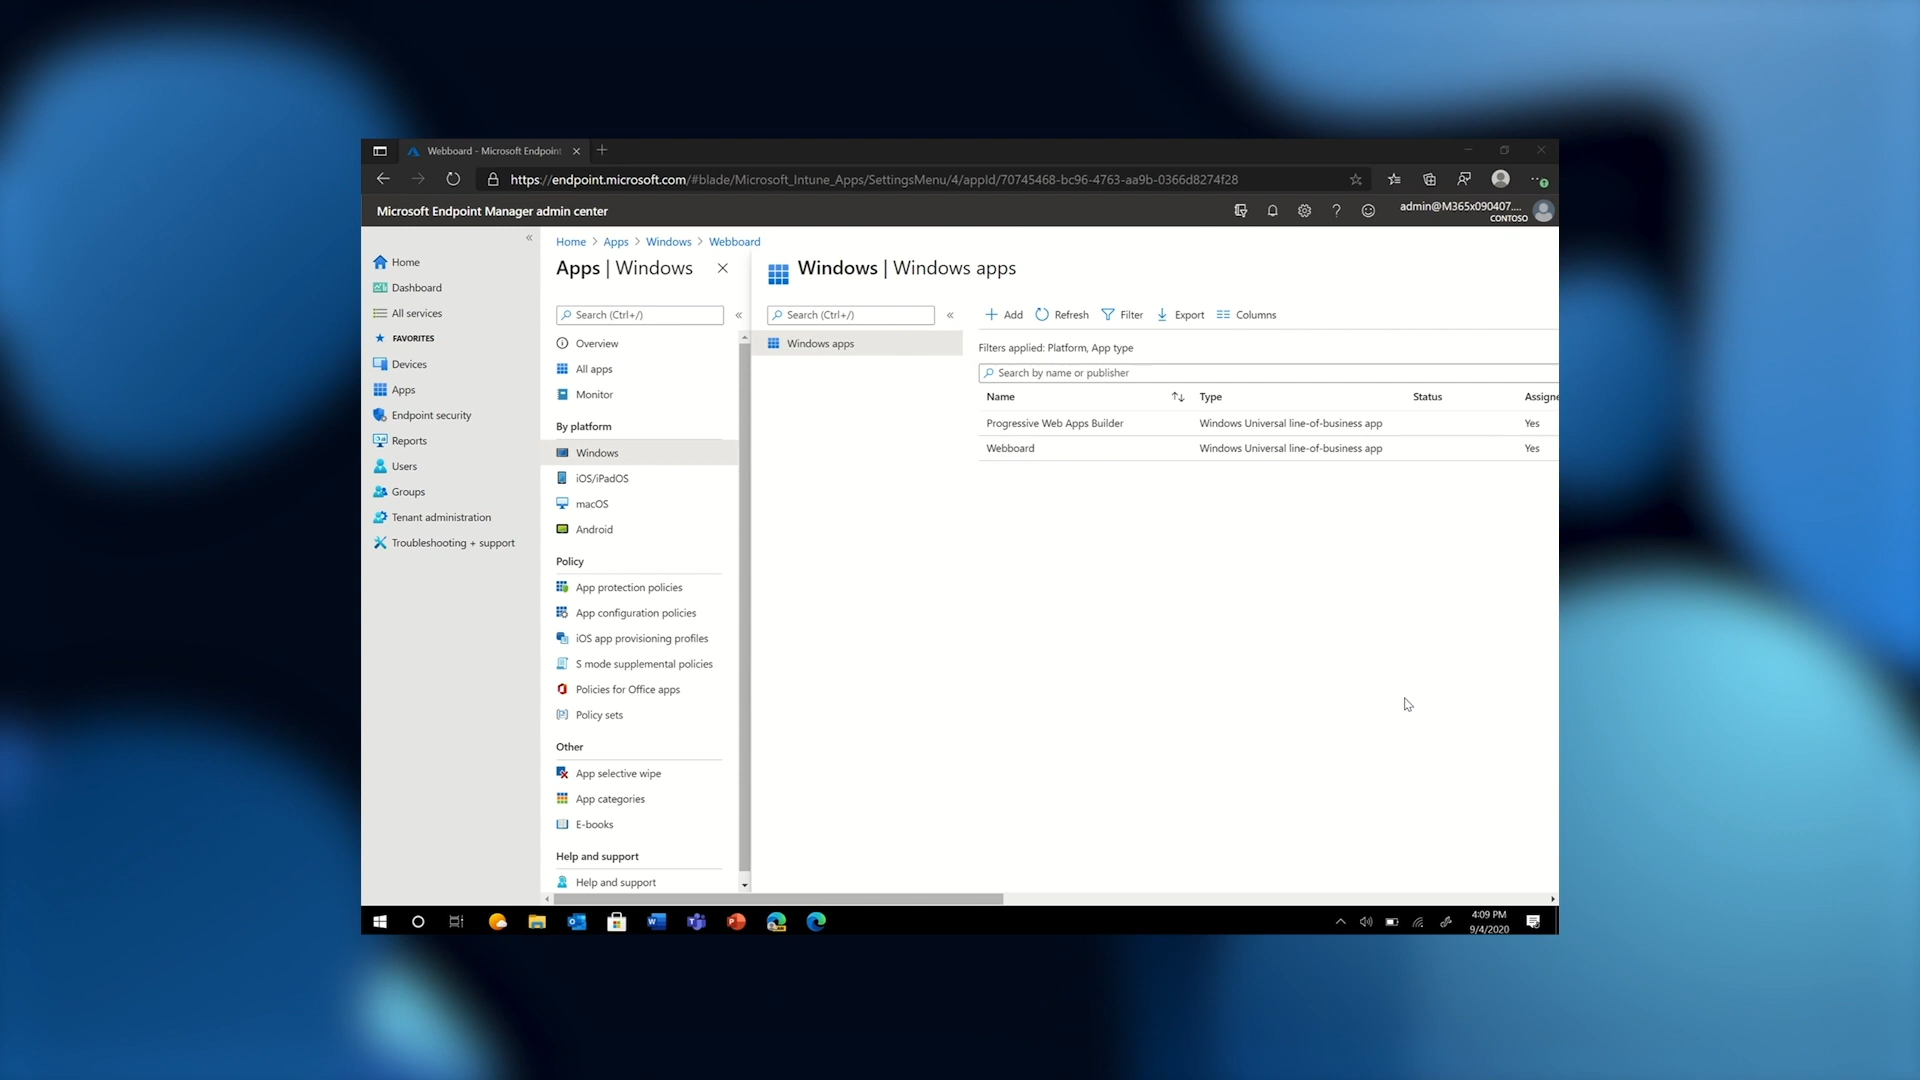 Webboard - Microsoft Endpoint
https://endpoint.microsoft.com/#blade/Microsoft_Intune_Apps/SettingsMenu/4/appId/70745468-bc96-4763-aa9b-0366d8274f28
Microsoft Endpoint Manager admin center
admin@M365x090407....
CONTOSO
Home
Dashboard
All services
FAVORITES
Devices
Apps
Endpoint security
Reports
Users
Groups
Tenant administration
Troubleshooting + support
Home > Apps > Windows > Webboard
Apps | Windows
Search (Ctrl+/)
Overview
All apps
Monitor
By platform
Windows
iOS/iPadOS
macOS
Android
Policy
App protection policies
App configuration policies
iOS app provisioning profiles
S mode supplemental policies
Policies for Office apps
Policy sets
Other
App selective wipe
App categories
E-books
Help and support
Help and support
Windows | Windows apps
Search (Ctrl+/)
Windows apps
Add Refresh Filter Export Columns
Filters applied: Platform, App type
Search by name or publisher
Name Type Status Assigne
Progressive Web Apps Builder Windows Universal line-of-business app Yes
Webboard Windows Universal line-of-business app Yes
4:09 PM
9/4/2020